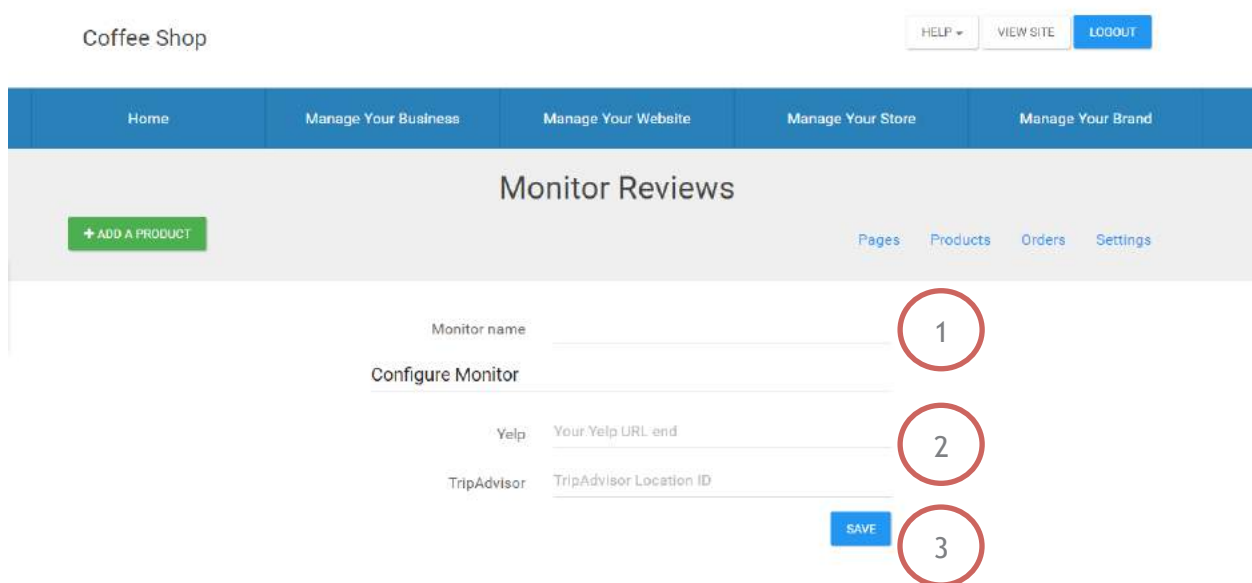 Coffee Shop
HELP VIEW SITE LOGOUT
Home Manage Your Business Manage Your Website Manage Your Store Manage Your Brand
Monitor Reviews
+ ADD A PRODUCT
Pages Products Orders Settings
Monitor name
1
Configure Monitor
Yelp Your Yelp URL end
2
TripAdvisor TripAdvisor Location ID
SAVE
3